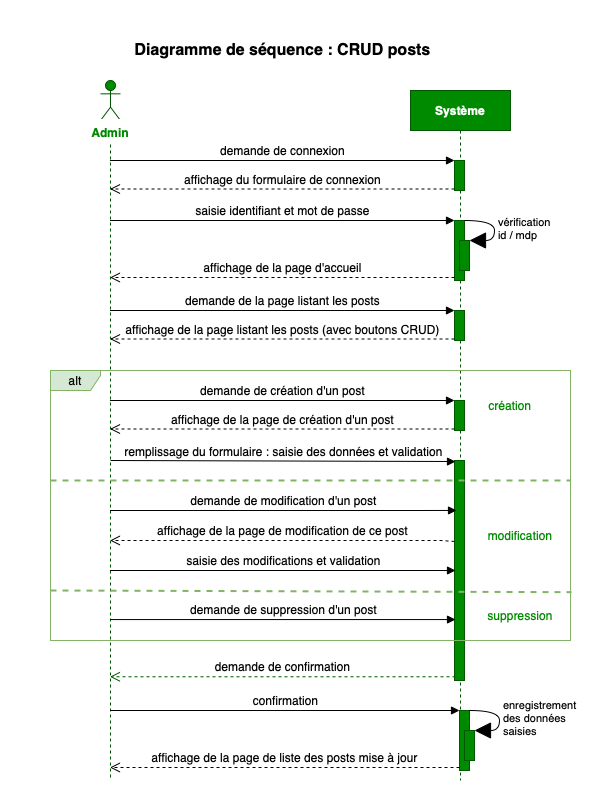 Diagramme de séquence : CRUD posts
Admin
Système
demande de connexion
affichage du formulaire de connexion
saisie identifiant et mot de passe
vérification
id / mdp
affichage de la page d'accueil
demande de la page listant les posts
affichage de la page listant les posts (avec boutons CRUD)
alt
demande de création d'un post
création
affichage de la page de création d'un post
remplissage du formulaire : saisie des données et validation
demande de modification d'un post
affichage de la page de modification de ce post
modification
saisie des modifications et validation
demande de suppression d'un post
suppression
demande de confirmation
confirmation
enregistrement
des données
saisies
affichage de la page de liste des posts mise à jour